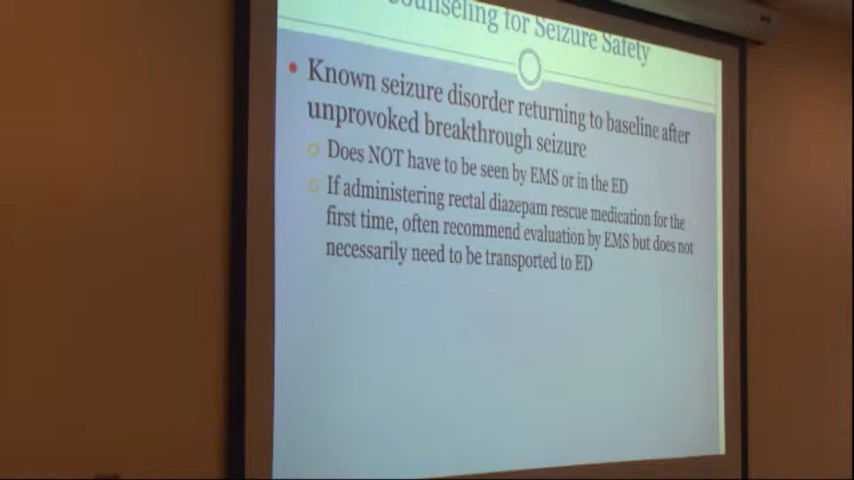 Counseling for Seizure Safety
Known seizure disorder returning to baseline after
unprovoked breakthrough seizure
Does NOT have to be seen by EMS or in the ED
If administering rectal diazepam rescue medication for the
first time, often recommend evaluation by EMS but does not
necessarily need to be transported to ED